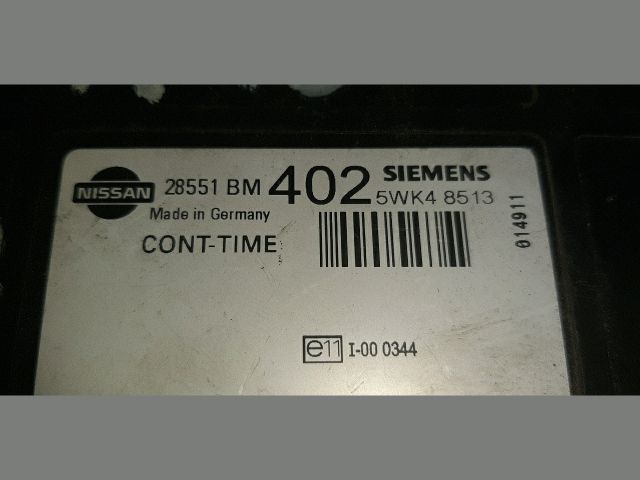 NISSAN 28551 BM 402 SIEMENS
5WK4 8513
Made in Germany
CONT-TIME
014911
e11 I-00 0344